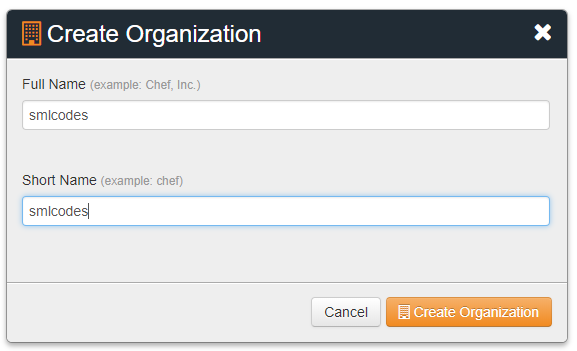 Create Organization
Full Name (example: Chef, Inc.)
smlcodes
Short Name (example: chef)
smlcodes
Cancel Create Organization